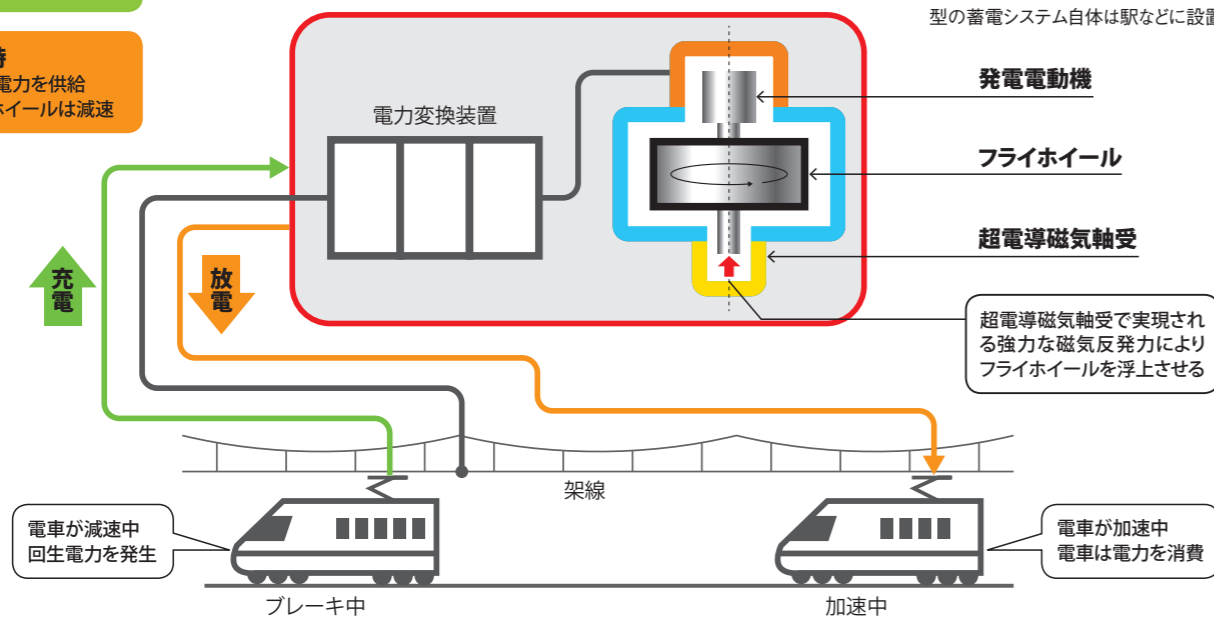 型の蓄電システム自体は駅などに設置
時
電力を供給
ホイールは減速
電力変換装置
発電電動機
フライホイール
超電導磁気軸受
充電
放電
超電導磁気軸受で実現され
る強力な磁気反発力により
フライホイールを浮上させる
架線
電車が減速中
回生電力を発生
電車が加速中
電車は電力を消費
ブレーキ中
加速中